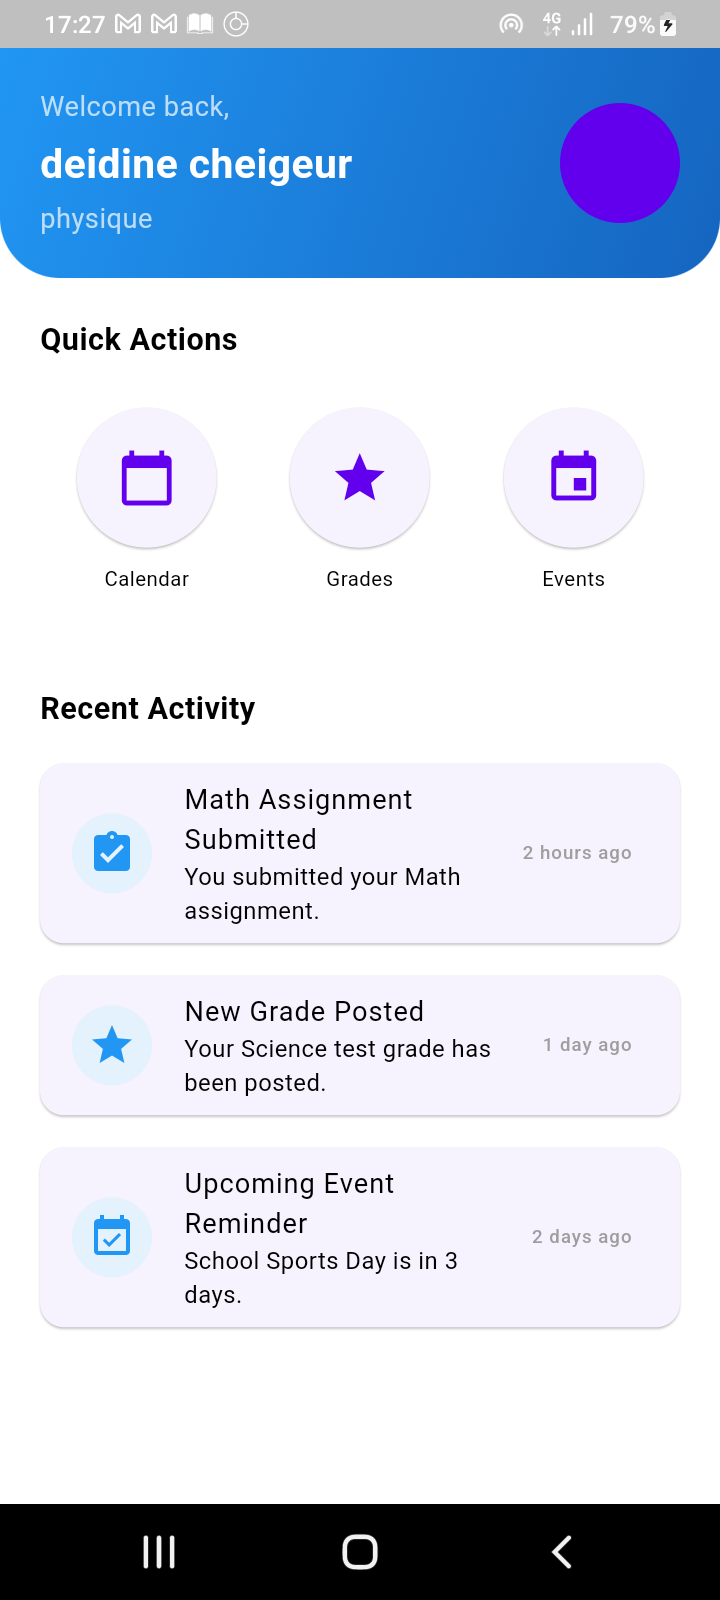 17:27 4G 79%
Welcome back,
deidine cheigeur
physique
Quick Actions
Calendar Grades Events
Recent Activity
Math Assignment
Submitted
2 hours ago
You submitted your Math
assignment.
New Grade Posted
1 day ago
Your Science test grade has
been posted.
Upcoming Event
Reminder
2 days ago
School Sports Day is in 3
days.